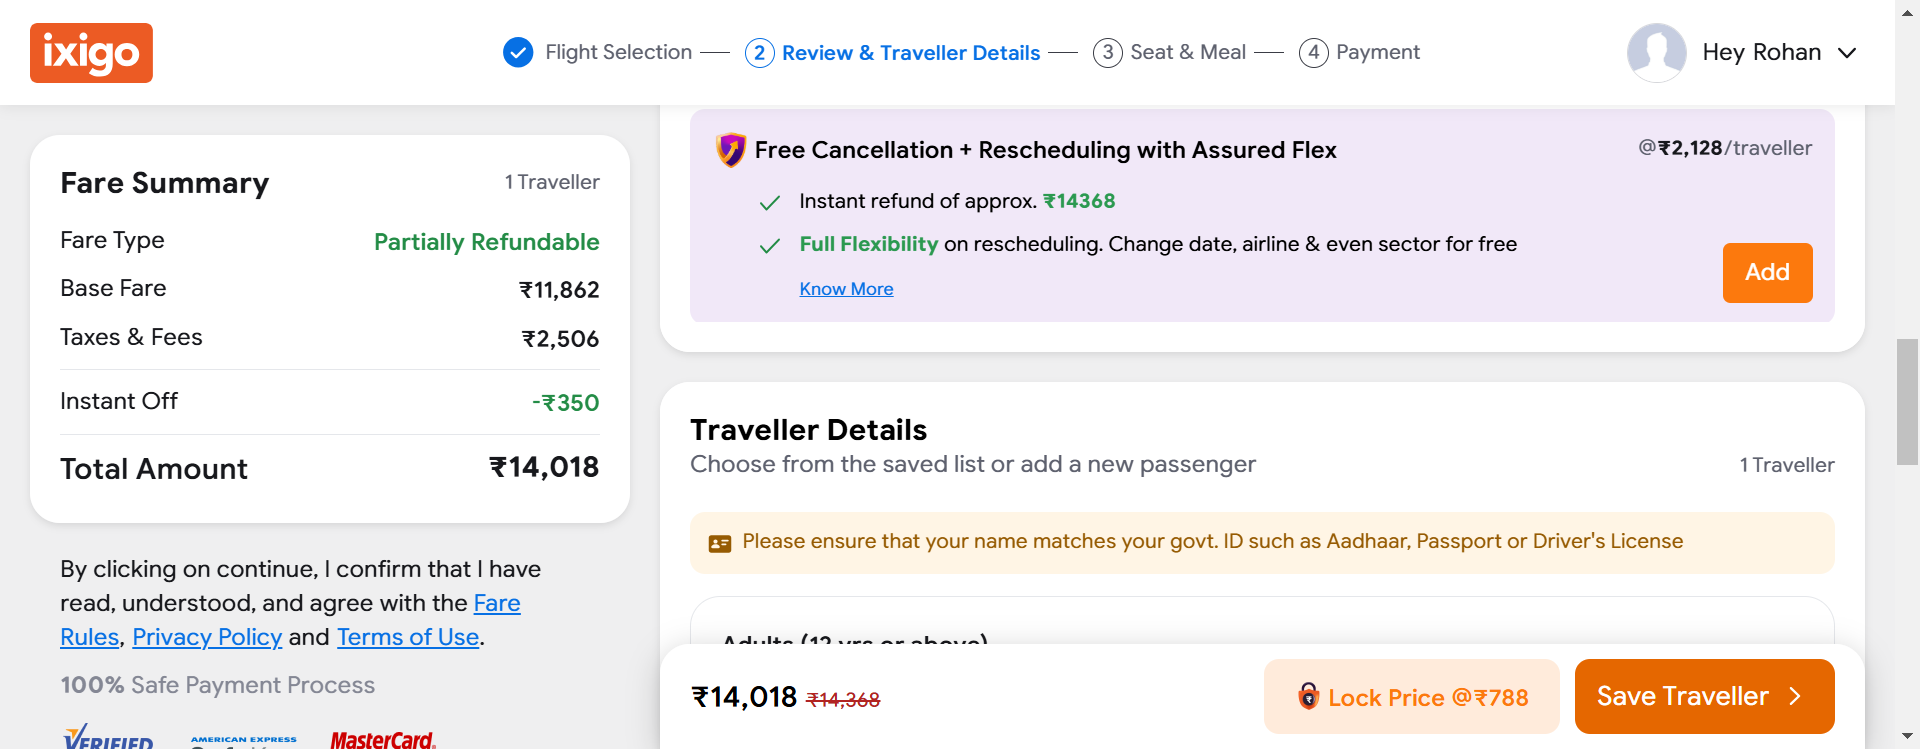 ixigo
Flight Selection
2 Review & Traveller Details
3 Seat & Meal
4 Payment
Hey Rohan
Fare Summary
1 Traveller
Fare Type
Partially Refundable
Base Fare
₹11,862
Taxes & Fees
₹2,506
Instant Off
-₹350
Total Amount
₹14,018
By clicking on continue, I confirm that I have
read, understood, and agree with the Fare
Rules, Privacy Policy and Terms of Use.
100% Safe Payment Process
VERIFIED
AMERICAN EXPRESS
MasterCard.
Free Cancellation + Rescheduling with Assured Flex
@₹2,128/traveller
Instant refund of approx. ₹14368
Full Flexibility on rescheduling. Change date, airline & even sector for free
Know More
Add
Traveller Details
Choose from the saved list or add a new passenger
1 Traveller
Please ensure that your name matches your govt. ID such as Aadhaar, Passport or Driver's License
Adults (12 yrs or above)
₹14,018 ₹14,368
Lock Price @₹788
Save Traveller